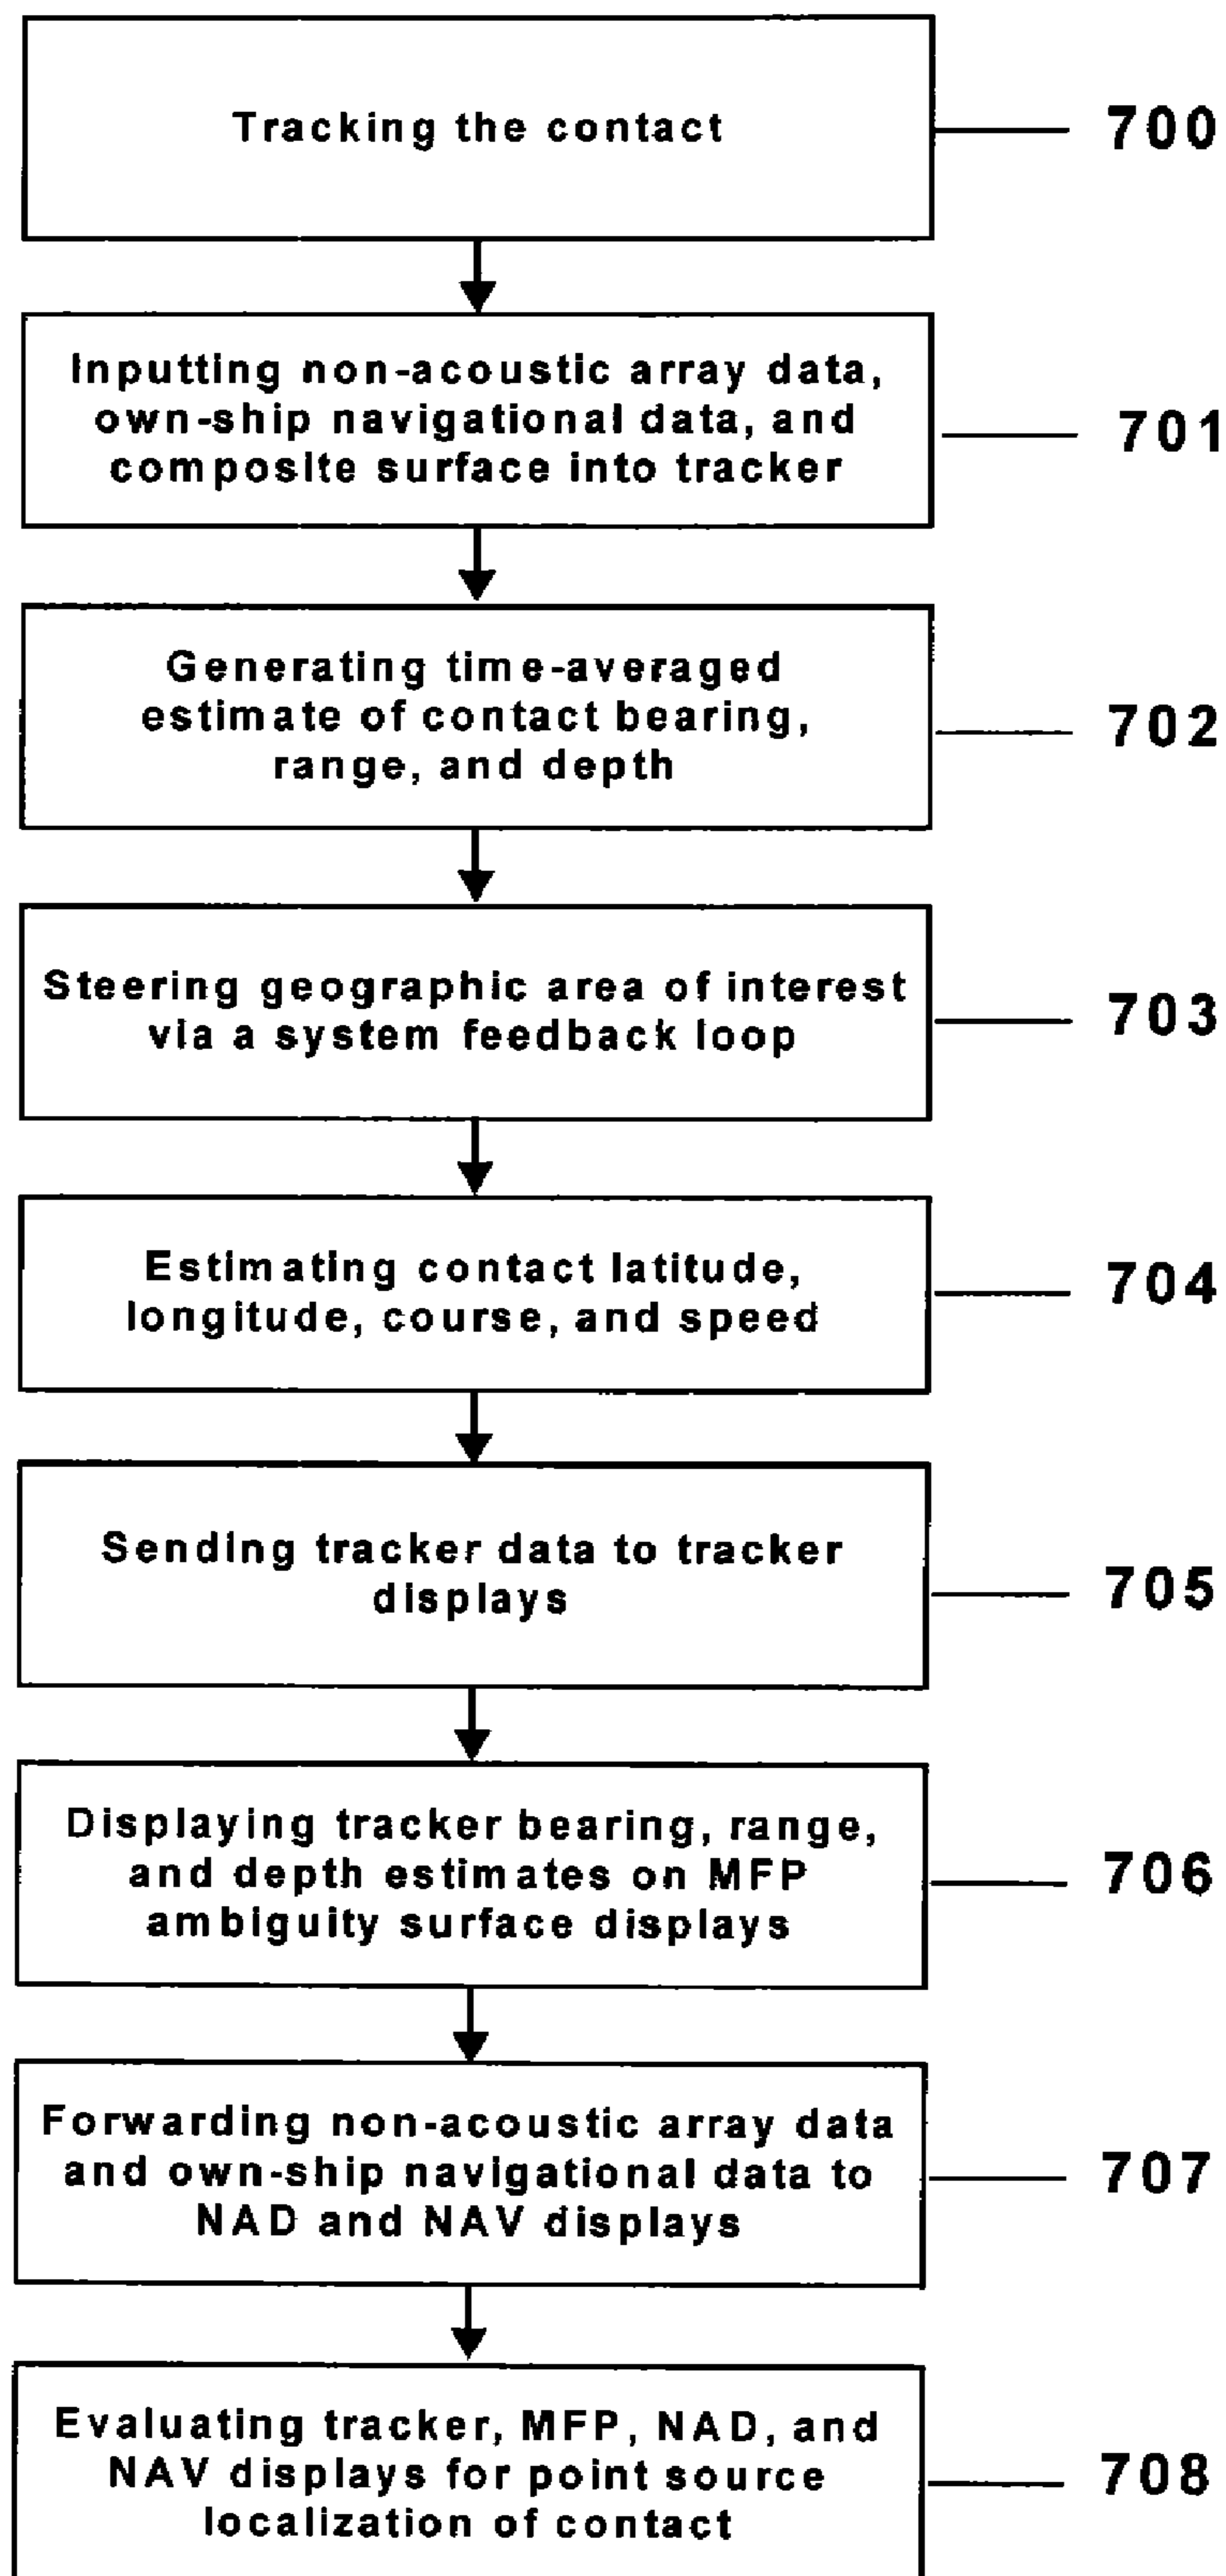 Tracking the contact
700
Inputting non-acoustic array data,
own-ship navigational data, and
composite surface into tracker
701
Generating time-averaged
estimate of contact bearing,
range, and depth
702
Steering geographic area of interest
via a system feedback loop
703
Estimating contact latitude,
longitude, course, and speed
704
Sending tracker data to tracker
displays
705
Displaying tracker bearing, range,
and depth estimates on MFP
ambiguity surface displays
706
Forwarding non-acoustic array data
and own-ship navigational data to
NAD and NAV displays
707
Evaluating tracker, MFP, NAD, and
NAV displays for point source
localization of contact
708